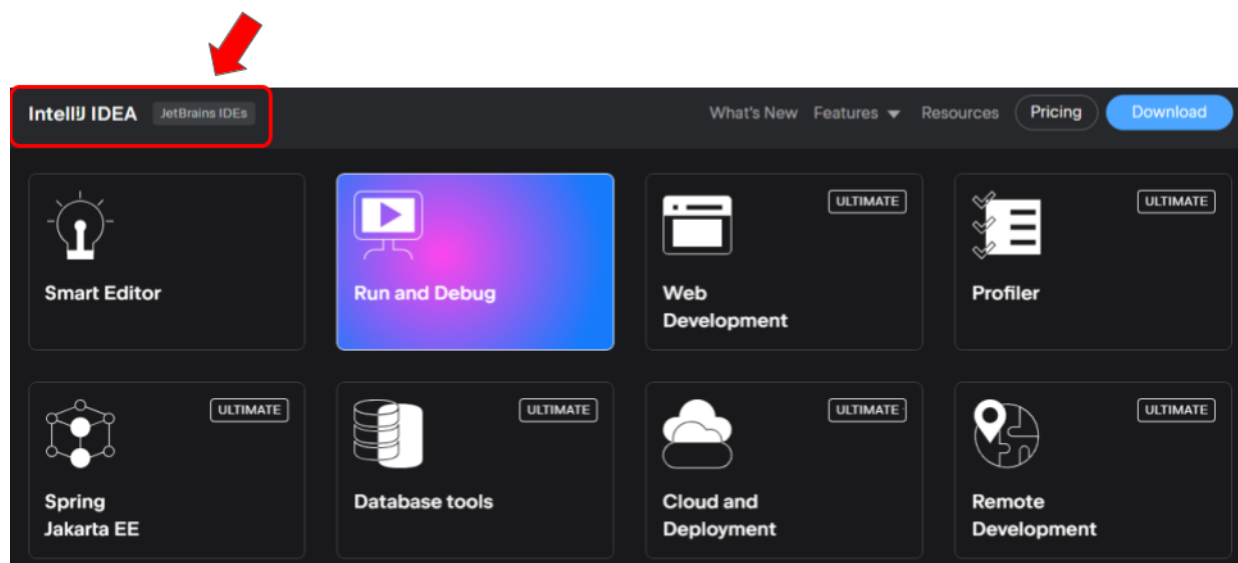 IntelliJ IDEA JetBrains IDEs What's New Features Resources Pricing Download
ULTIMATE ULTIMATE
Smart Editor Run and Debug Web Development Profiler
ULTIMATE ULTIMATE ULTIMATE ULTIMATE
Spring Jakarta EE Database tools Cloud and Deployment Remote Development